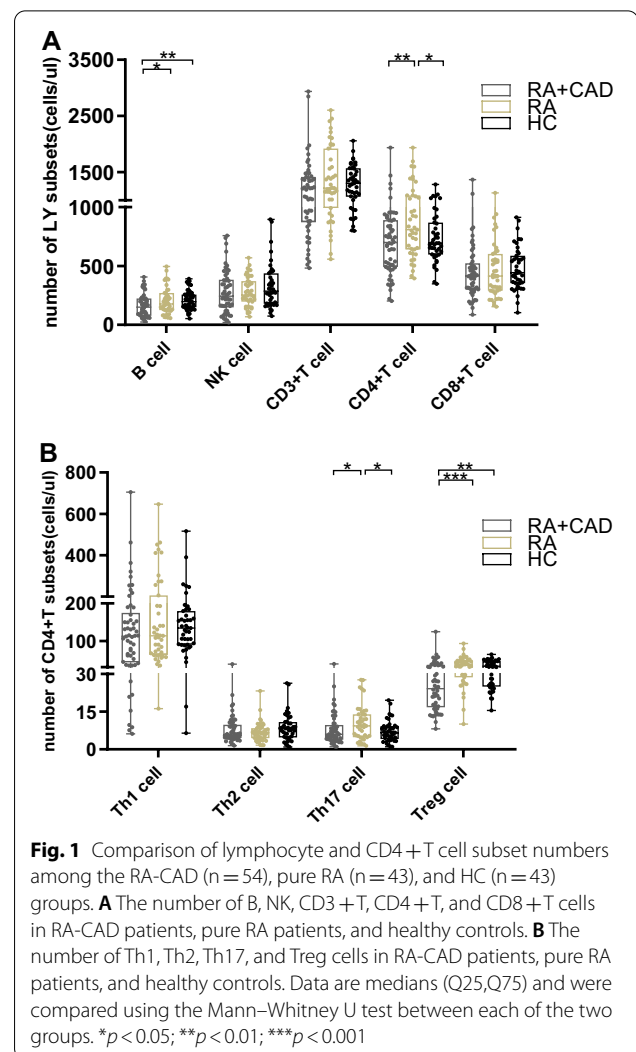 A
number of LY subsets(cells/ul)
3500
2500
1500
1000
500
0
**
*
** *
RA+CAD
RA
HC
B cell
NK cell
CD3+T cell
CD4+T cell
CD8+T cell
B
number of CD4+T subsets(cells/ul)
800
600
400
200
100
30
15
0
* *
**
***
RA+CAD
RA
HC
Th1 cell
Th2 cell
Th17 cell
Treg cell
Fig. 1 Comparison of lymphocyte and CD4+T cell subset numbers
among the RA-CAD (n=54), pure RA (n=43), and HC (n=43)
groups. A The number of B, NK, CD3+T, CD4+T, and CD8+T cells
in RA-CAD patients, pure RA patients, and healthy controls. B The
number of Th1, Th2, Th17, and Treg cells in RA-CAD patients, pure RA
patients, and healthy controls. Data are medians (Q25,Q75) and were
compared using the Mann–Whitney U test between each of the two
groups. *p<0.05; **p<0.01; ***p<0.001